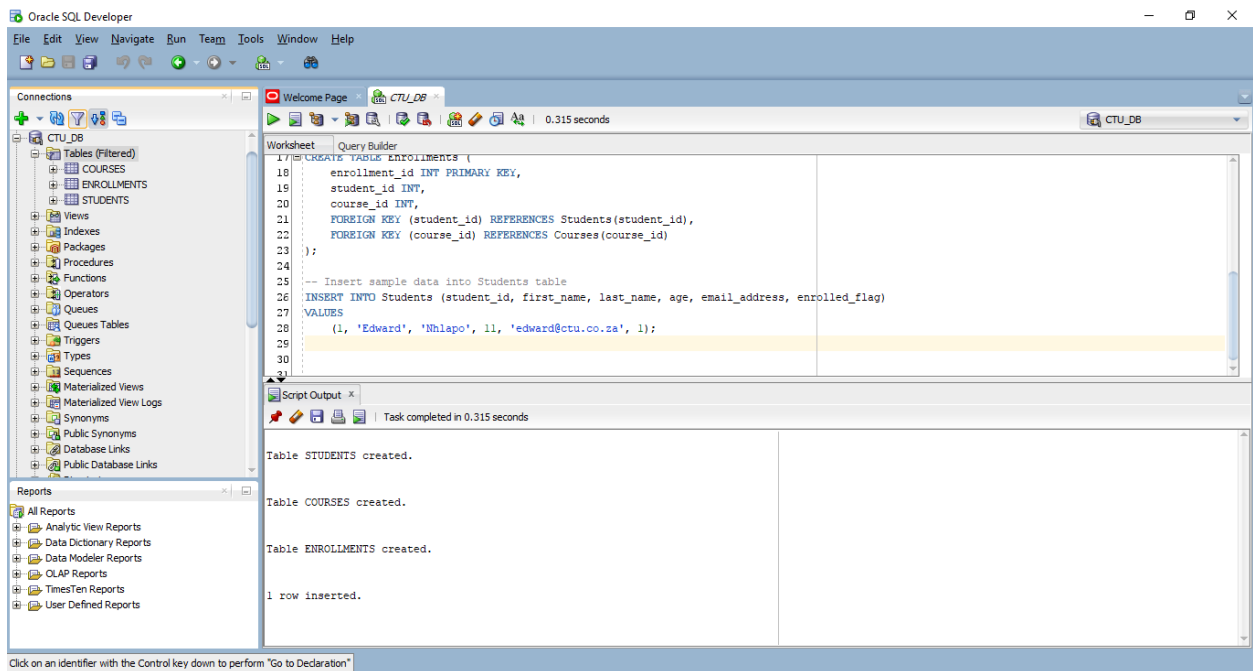 Oracle SQL Developer
File Edit View Navigate Run Team Tools Window Help
Connections
CTU_DB
Tables (Filtered)
COURSES
ENROLLMENTS
STUDENTS
Views
Indexes
Packages
Procedures
Functions
Operators
Queues
Queues Tables
Triggers
Types
Sequences
Materialized Views
Materialized View Logs
Synonyms
Public Synonyms
Database Links
Public Database Links
Reports
All Reports
Analytic View Reports
Data Dictionary Reports
Data Modeler Reports
OLAP Reports
TimesTen Reports
User Defined Reports
Welcome Page
CTU_DB
0.315 seconds
CTU_DB
Worksheet Query Builder
17 CREATE TABLE Enrollments (
18 enrollment_id INT PRIMARY KEY,
19 student_id INT,
20 course_id INT,
21 FOREIGN KEY (student_id) REFERENCES Students(student_id),
22 FOREIGN KEY (course_id) REFERENCES Courses(course_id)
23 );
24
25 -- Insert sample data into Students table
26 INSERT INTO Students (student_id, first_name, last_name, age, email_address, enrolled_flag)
27 VALUES
28 (1, 'Edward', 'Nhlapo', 11, 'edward@ctu.co.za', 1);
29
30
31
Script Output
Task completed in 0.315 seconds
Table STUDENTS created.
Table COURSES created.
Table ENROLLMENTS created.
1 row inserted.
Click on an identifier with the Control key down to perform "Go to Declaration"